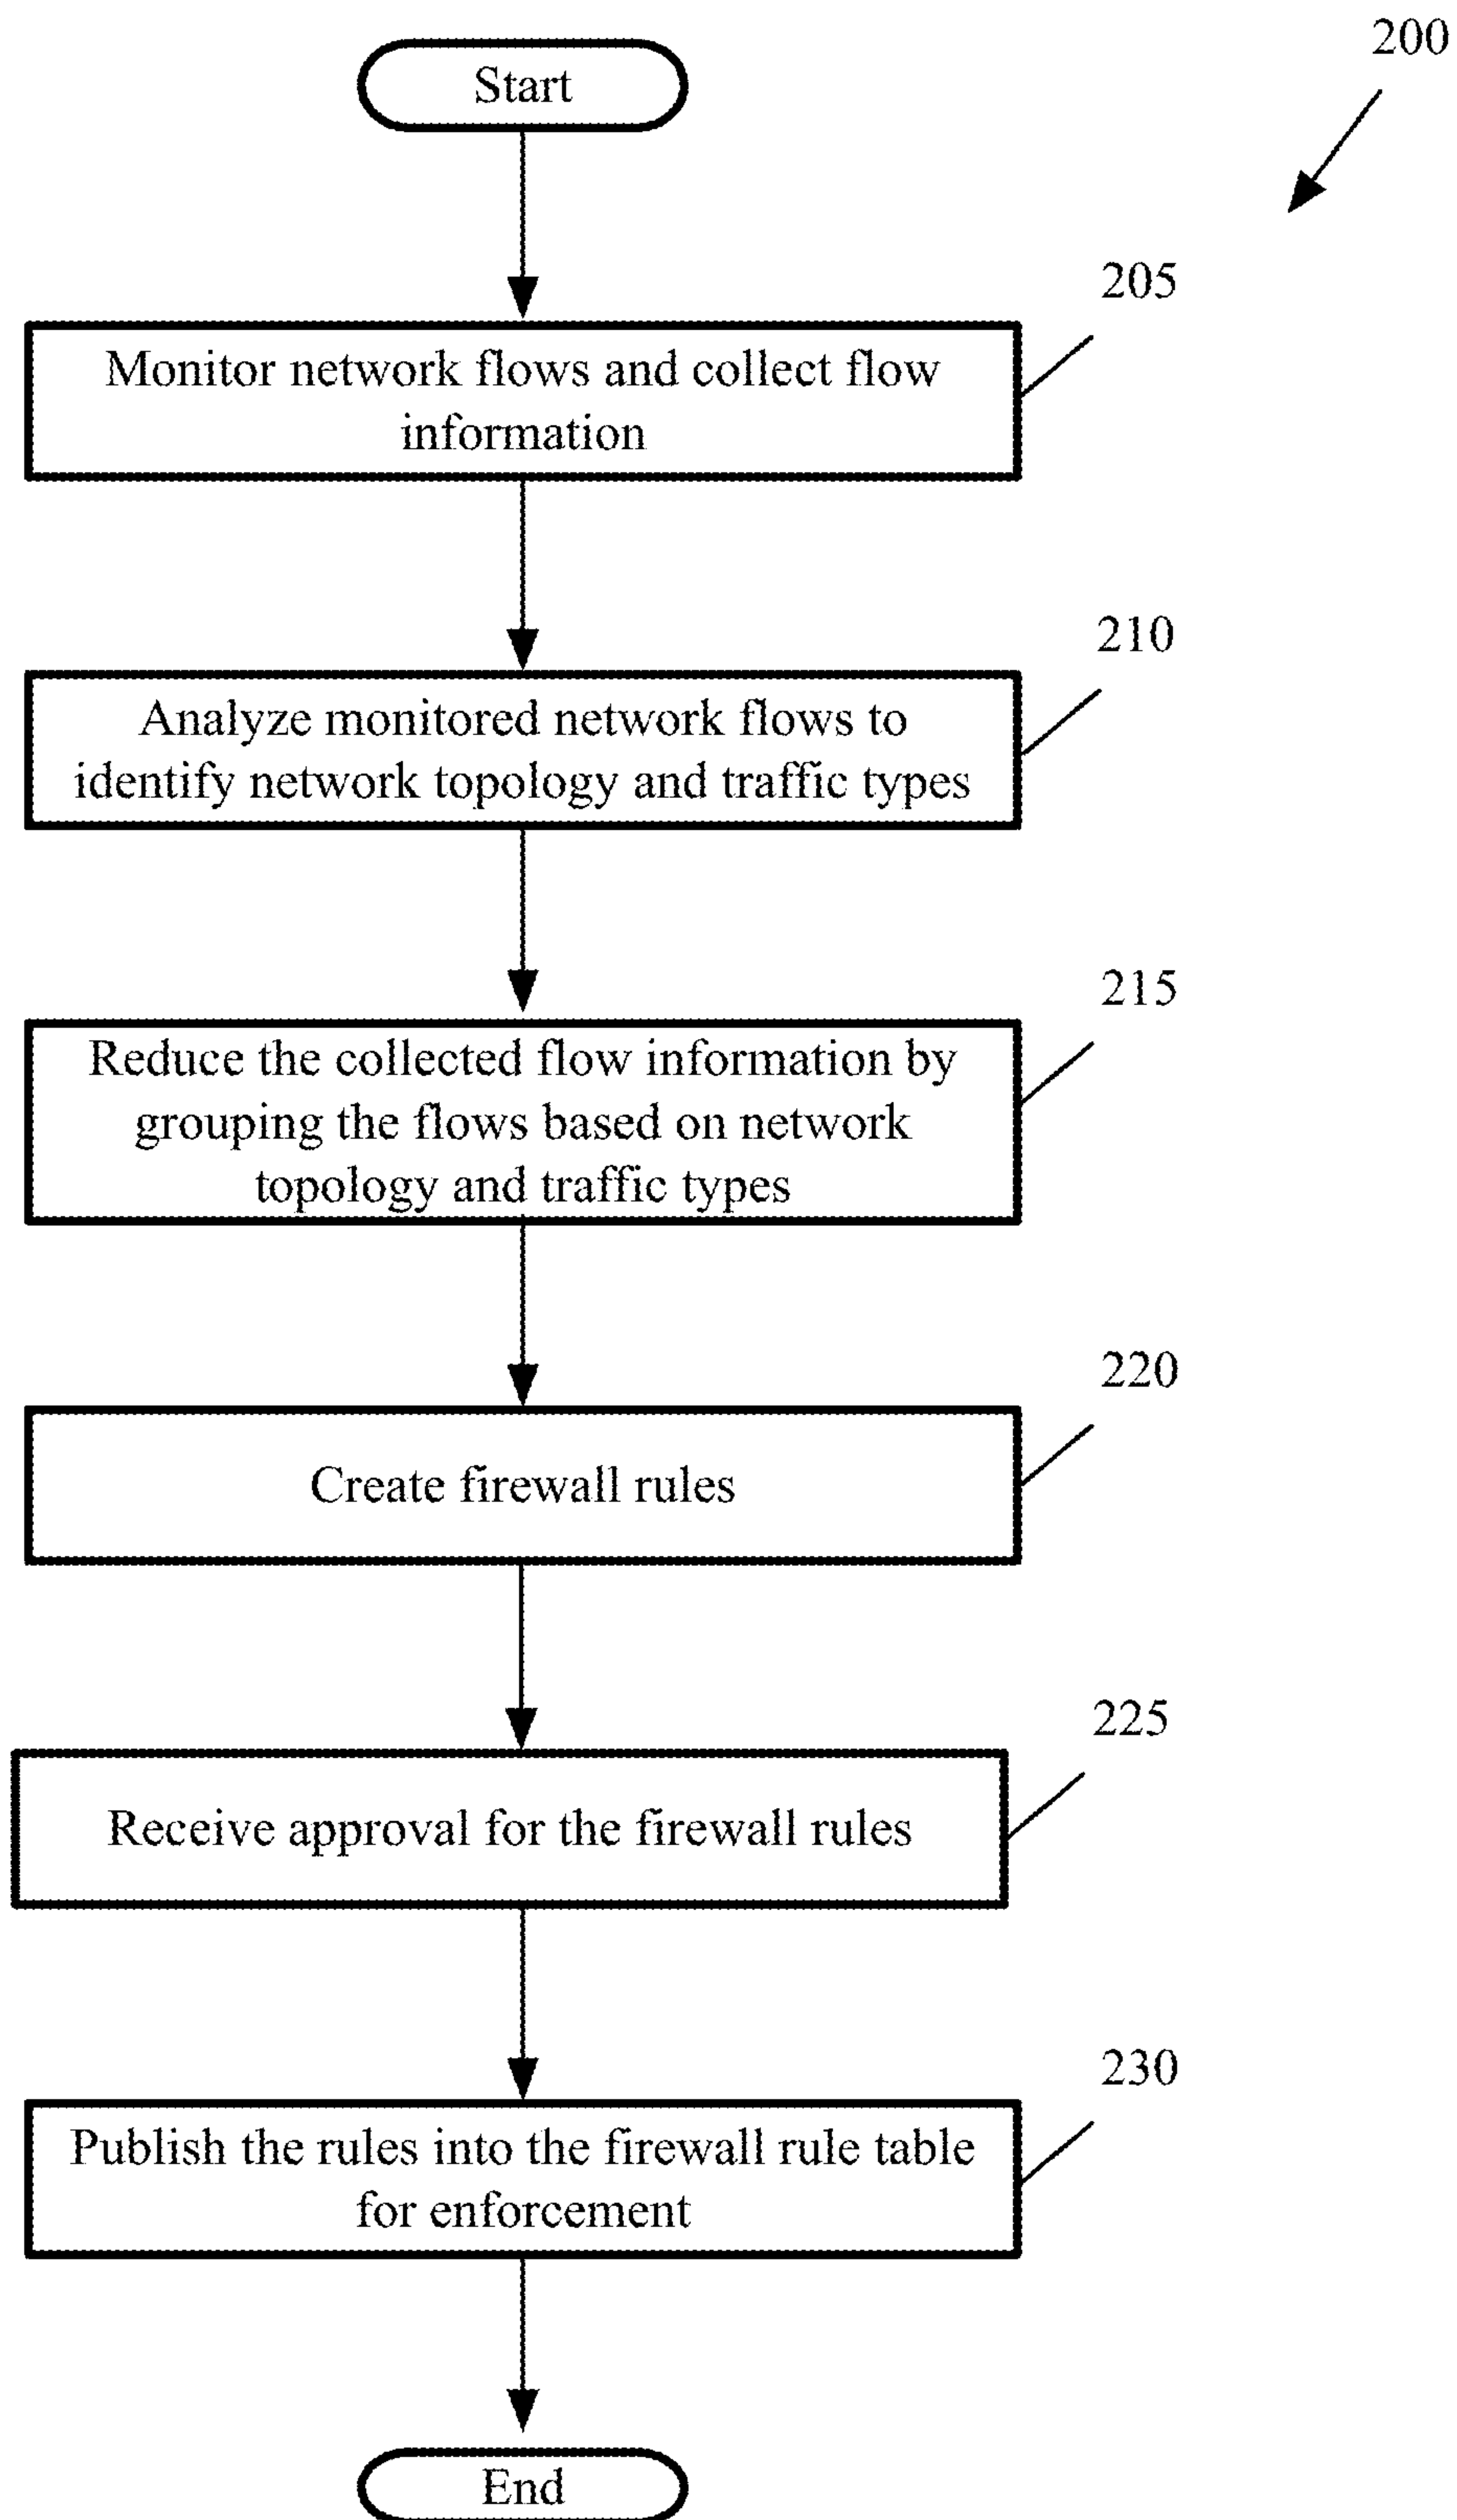 200
Start
205
Monitor network flows and collect flow
information
210
Analyze monitored network flows to
identify network topology and traffic types
215
Reduce the collected flow information by
grouping the flows based on network
topology and traffic types
220
Create firewall rules
225
Receive approval for the firewall rules
230
Publish the rules into the firewall rule table
for enforcement
End